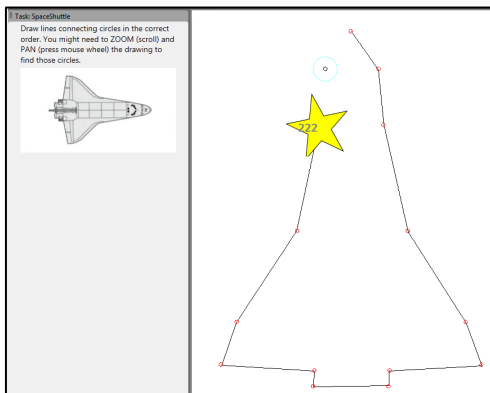 Task: SpaceShuttle
Draw lines connecting circles in the correct
order. You might need to ZOOM (scroll) and
PAN (press mouse wheel) the drawing to
find those circles.
222